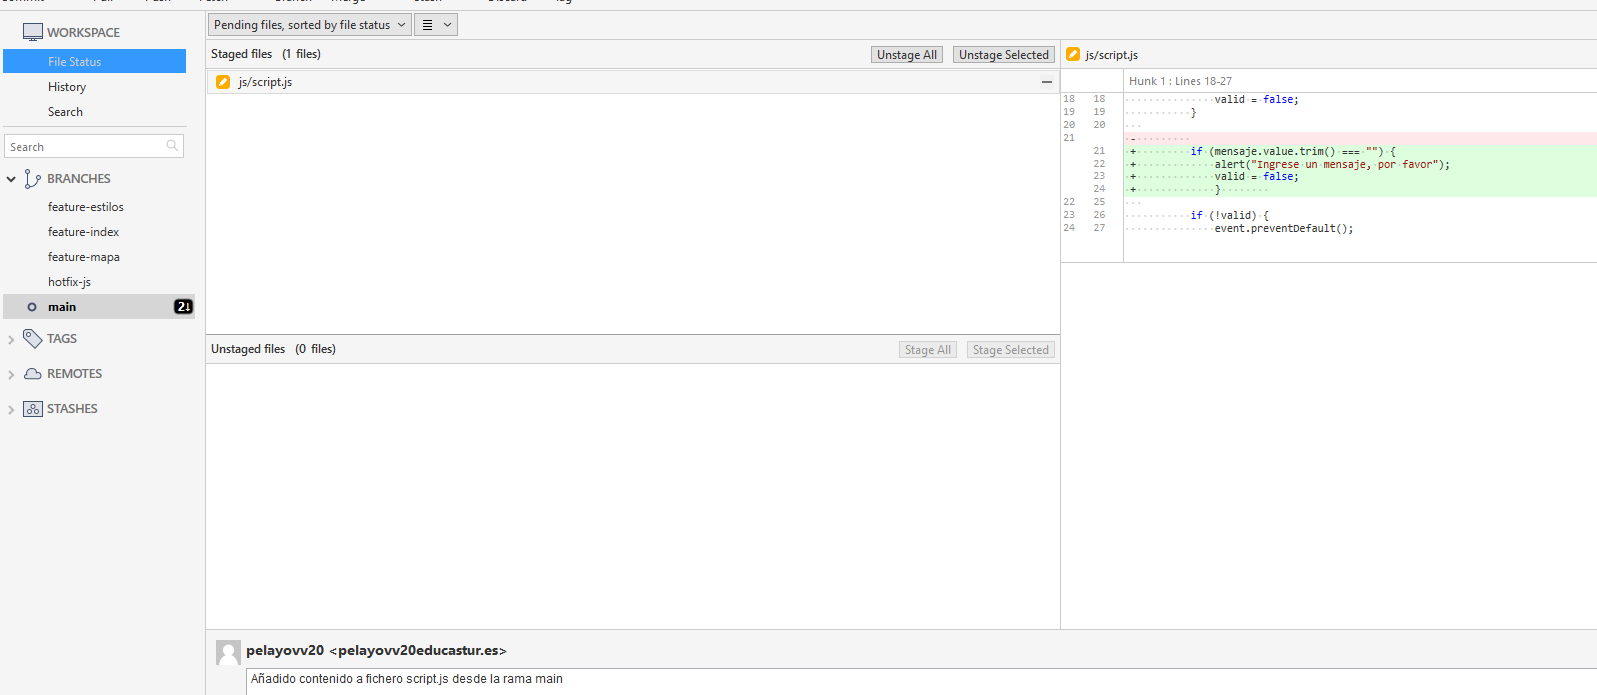 WORKSPACE
File Status
History
Search
Search
BRANCHES
feature-estilos
feature-index
feature-mapa
hotfix-js
main 2↓
TAGS
REMOTES
STASHES
Pending files, sorted by file status
Staged files (1 files) Unstage All Unstage Selected
js/script.js
Unstaged files (0 files) Stage All Stage Selected
js/script.js
Hunk 1 : Lines 18-27
18 18 valid = false;
19 19 }
20 20
21 -
21 + if (mensaje.value.trim() === "") {
22 + alert("Ingrese un mensaje, por favor");
23 + valid = false;
24 + }
22 25
23 26 if (!valid) {
24 27 event.preventDefault();
pelayovv20 <pelayovv20educastur.es>
Añadido contenido a fichero script.js desde la rama main